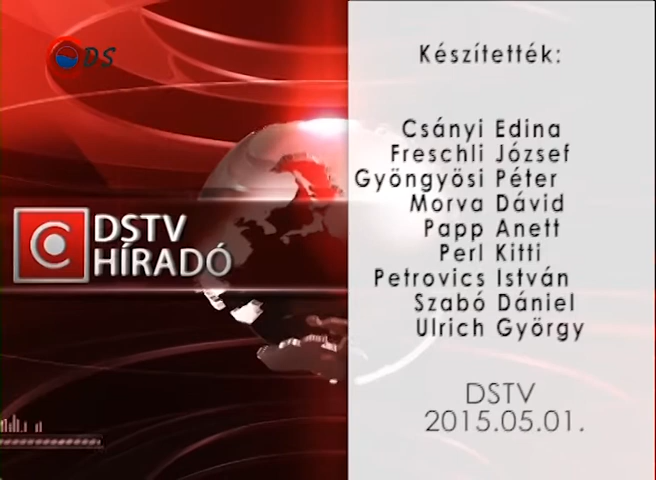 DS
DSTV
HÍRADÓ
Készítették:
Csányi Edina
Freschli József
Gyöngyösi Péter
Morva Dávid
Papp Anett
Perl Kitti
Petrovics István
Szabó Dániel
Ulrich György
DSTV
2015.05.01.